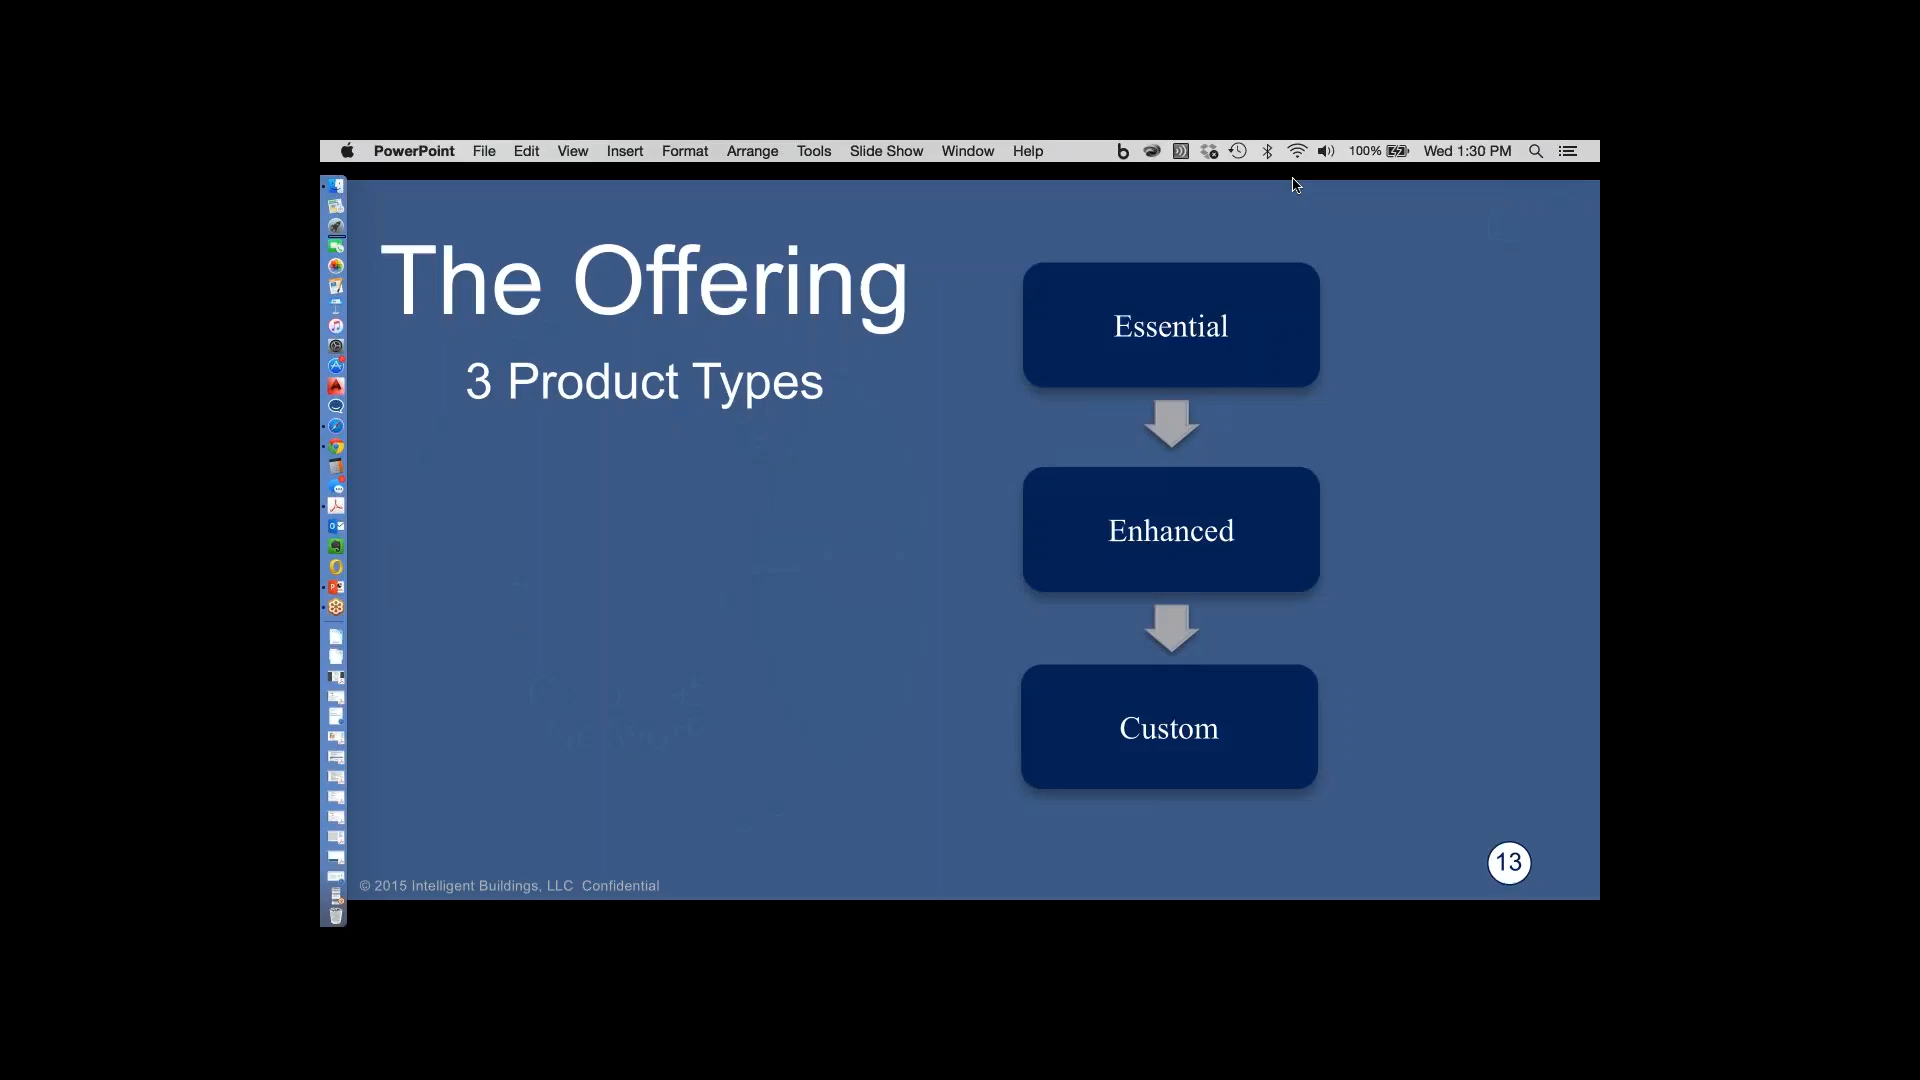 PowerPoint File Edit View Insert Format Arrange Tools Slide Show Window Help 100% Wed 1:30 PM
The Offering
3 Product Types
Essential
Enhanced
Custom
13
© 2015 Intelligent Buildings, LLC Confidential